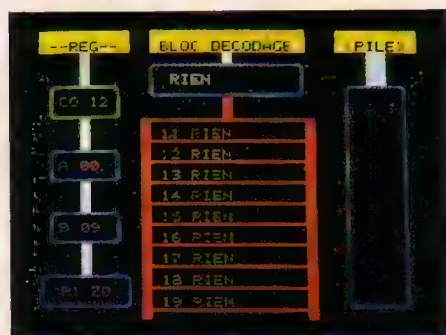 --REG--
BLOC DECODAGE
PILE
RIEN
CO 12
11 RIEN
12 RIEN
A 00
13 RIEN
14 RIEN
15 RIEN
B 09
16 RIEN
17 RIEN
18 RIEN
P1 Z0
19 RIEN